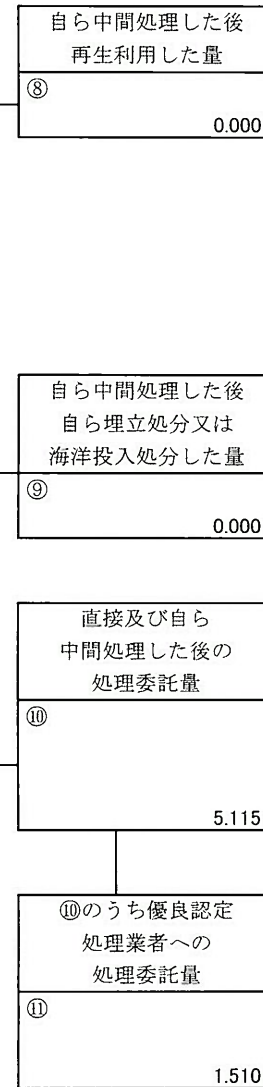 自ら中間処理した後
再生利用した量
⑧
0.000
自ら中間処理した後
自ら埋立処分又は
海洋投入処分した量
⑨
0.000
直接及び自ら
中間処理した後の
処理委託量
⑩
5.115
⑩のうち優良認定
処理業者への
処理委託量
⑪
1.510